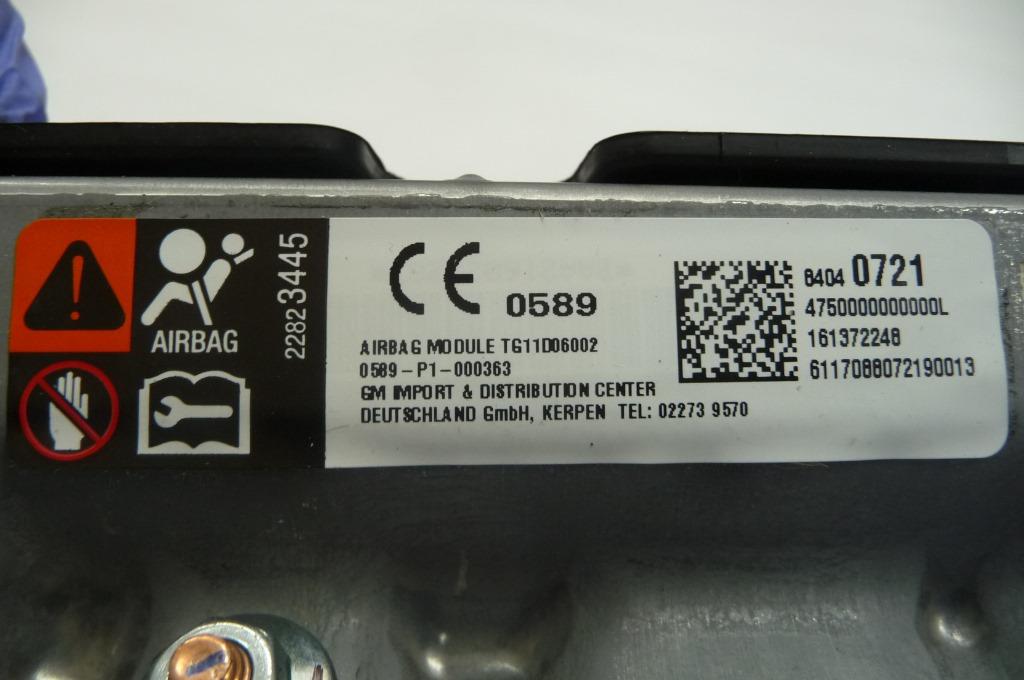 AIRBAG
22823445
CE 0589
AIRBAG MODULE TG11D06002
0589-P1-000363
GM IMPORT & DISTRIBUTION CENTER
DEUTSCHLAND GmbH, KERPEN TEL: 02273 9570
8404 0721
4750000000000L
161372248
6117088072190013